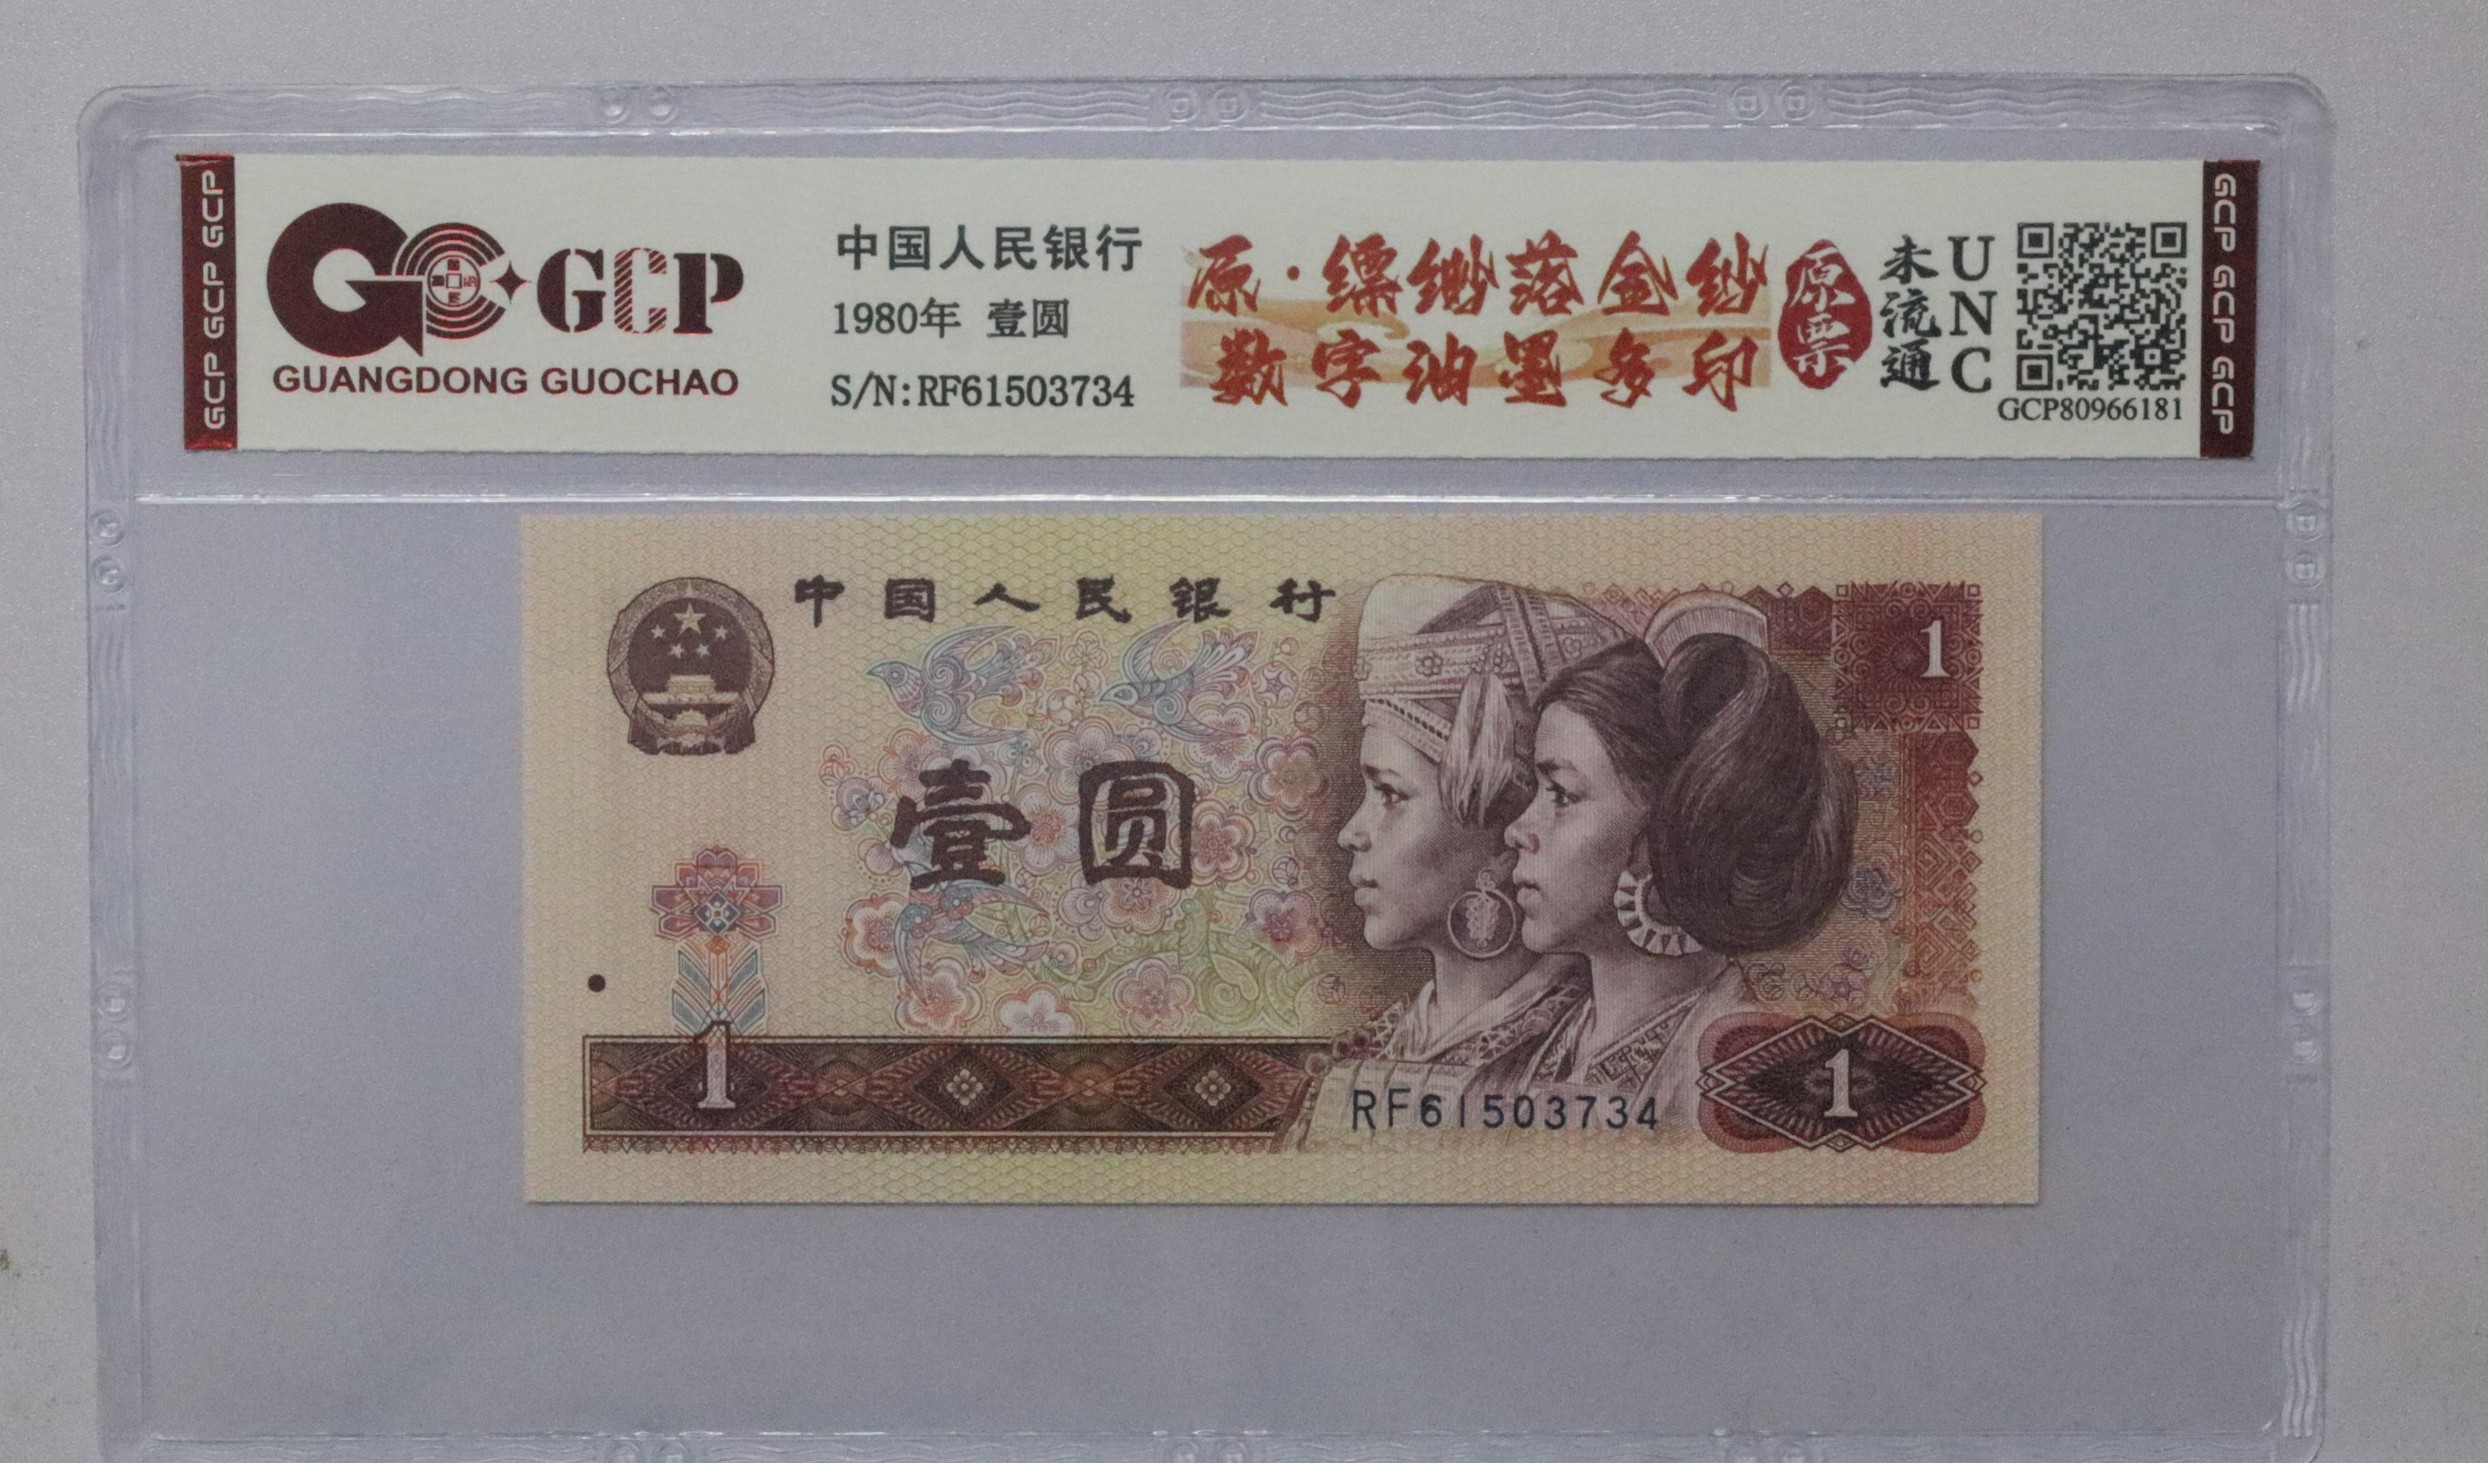 GCP GCP GCP
GCP
GUANGDONG GUOCHAO
中国人民银行
1980年 壹圆
S/N:RF61503734
原·缥缈落金纱
数字油墨多印
原票
未流通
UNC
GCP80966181
GCP GCP GCP
中国人民银行
壹圆
1
1
RF61503734
1